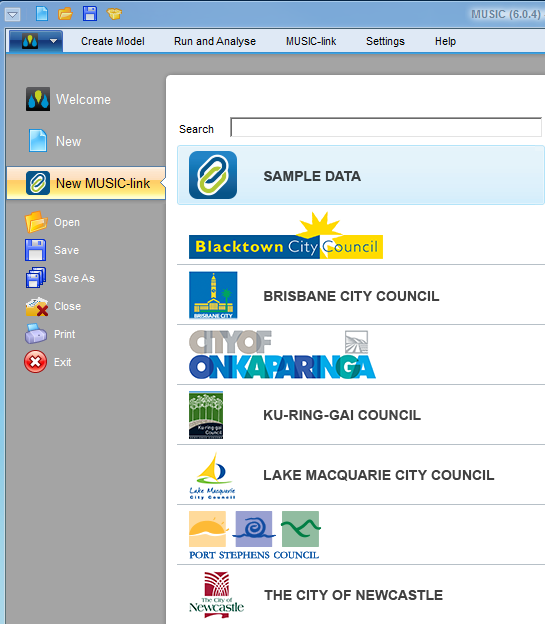 MUSIC (6.0.4)
Create Model Run and Analyse MUSIC-link Settings Help
Welcome
New
New MUSIC-link
Open
Save
Save As
Close
Print
Exit
Search
SAMPLE DATA
Blacktown City Council
BRISBANE CITY
BRISBANE CITY COUNCIL
CITY OF
ONKAPARINGA
Ku-ring-gai
Council
KU-RING-GAI COUNCIL
Lake Macquarie
City Council
LAKE MACQUARIE CITY COUNCIL
PORT STEPHENS COUNCIL
The City of
Newcastle
THE CITY OF NEWCASTLE